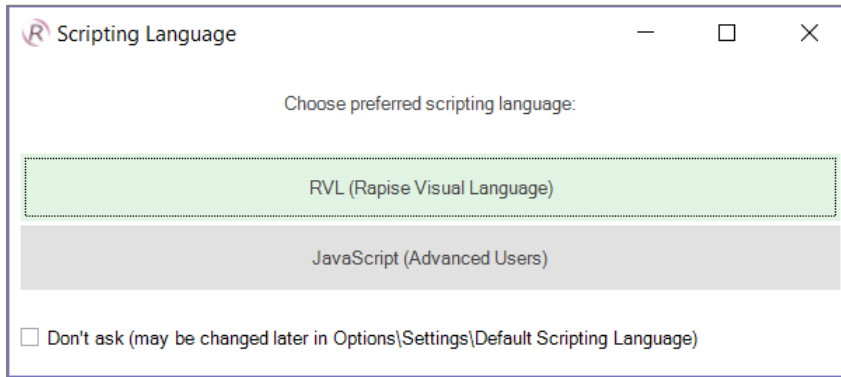 R Scripting Language
Choose preferred scripting language:
RVL (Rapise Visual Language)
JavaScript (Advanced Users)
Don't ask (may be changed later in Options\Settings\Default Scripting Language)